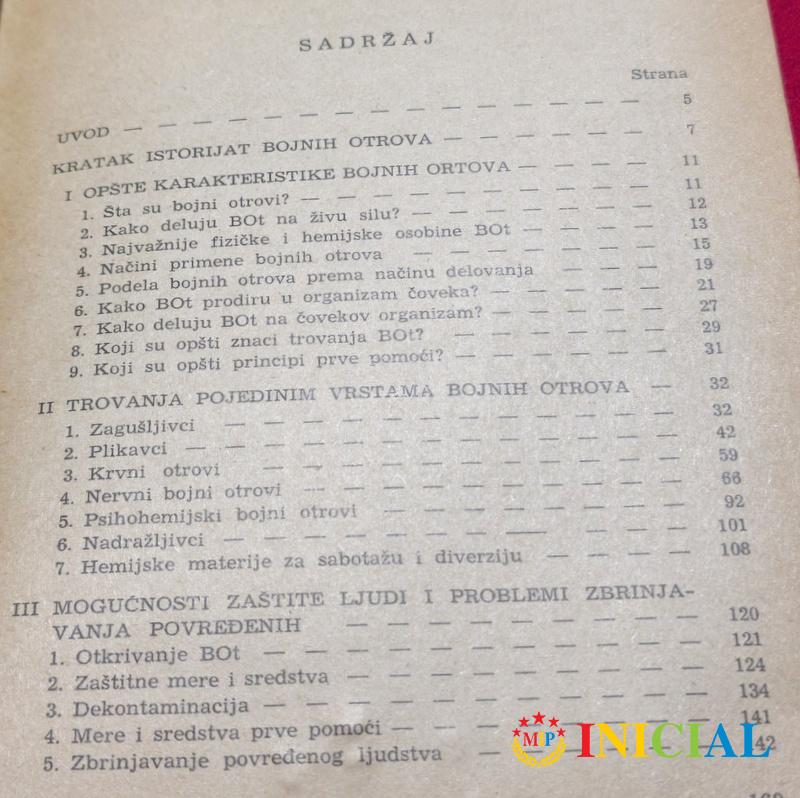 SADRŽAJ
Strana
UVOD — — — — — — — — — — — — — 5
KRATAK ISTORIJAT BOJNIH OTROVA — — — — — — — 7
I OPŠTE KARAKTERISTIKE BOJNIH ORTOVA — — — — — 11
1. Šta su bojni otrovi? — — — — — — — — — 11
2. Kako deluju BOt na živu silu? — — — — — — 12
3. Najvažnije fizičke i hemijske osobine BOt — — — — 13
4. Načini primene bojnih otrova — — — — — — 15
5. Podela bojnih otrova prema načinu delovanja — — — 19
6. Kako BOt prodiru u organizam čoveka? — — — — 21
7. Kako deluju BOt na čovekov organizam? — — — — 27
8. Koji su opšti znaci trovanja BOt? — — — — — 29
9. Koji su opšti principi prve pomoći? — — — — — 31
II TROVANJA POJEDINIM VRSTAMA BOJNIH OTROVA — 32
1. Zagušljivci — — — — — — — — — — 32
2. Plikavci — — — — — — — — — — — 42
3. Krvni otrovi — — — — — — — — — 59
4. Nervni bojni otrovi — — — — — — — — 66
5. Psihohemijski bojni otrovi — — — — — — — 92
6. Nadražljivci — — — — — — — — — — 101
7. Hemijske materije za sabotažu i diverziju — — — — 108
III MOGUĆNOSTI ZAŠTITE LJUDI I PROBLEMI ZBRINJA-
VANJA POVREĐENIH — — — — — — — — 120
1. Otkrivanje BOt — — — — — — — — — 121
2. Zaštitne mere i sredstva — — — — — — — 124
3. Dekontaminacija — — — — — — — — — 134
4. Mere i sredstva prve pomoći — — — 141
5. Zbrinjavanje povređenog ljudstva — — 42
MP INICIAL